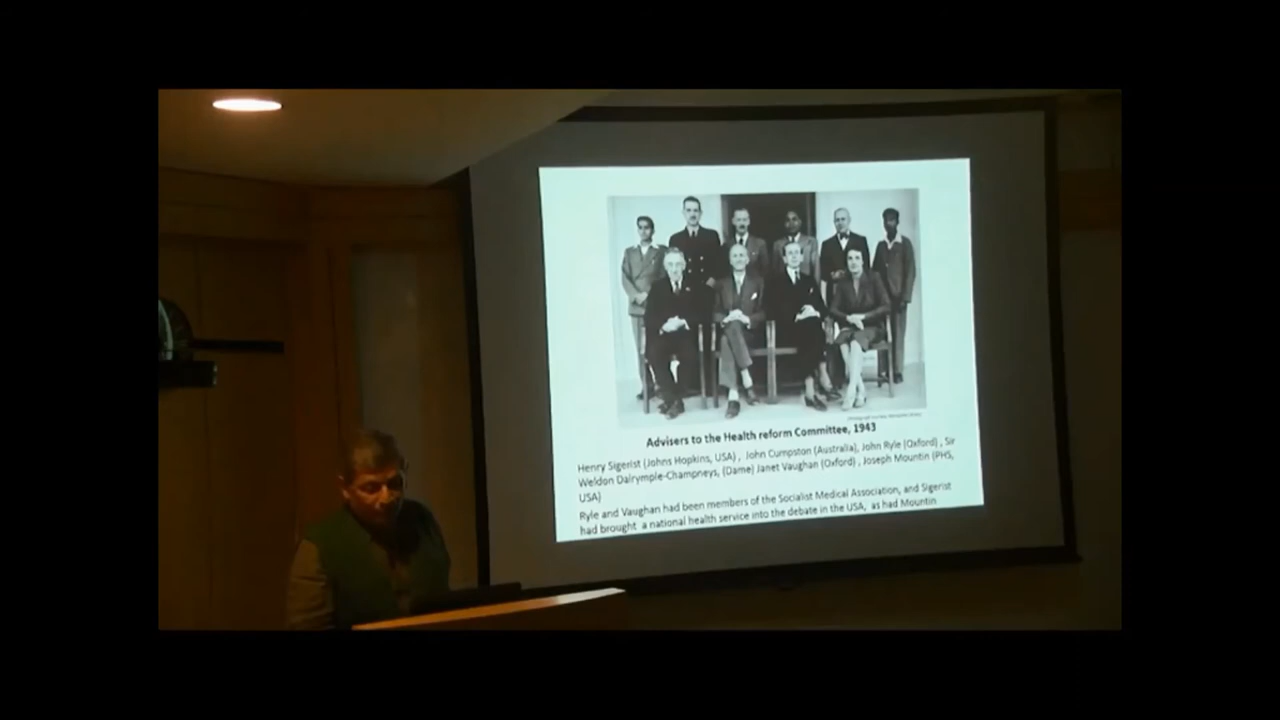 Advisers to the Health reform Committee, 1943
Henry Sigerist (Johns Hopkins, USA) , John Cumpston (Australia), John Ryle (Oxford) , Sir
Weldon Dalrymple-Champneys, (Dame) Janet Vaughan (Oxford) , Joseph Mountin (PHS,
USA)
Ryle and Vaughan had been members of the Socialist Medical Association, and Sigerist
had brought a national health service into the debate in the USA, as had Mountin